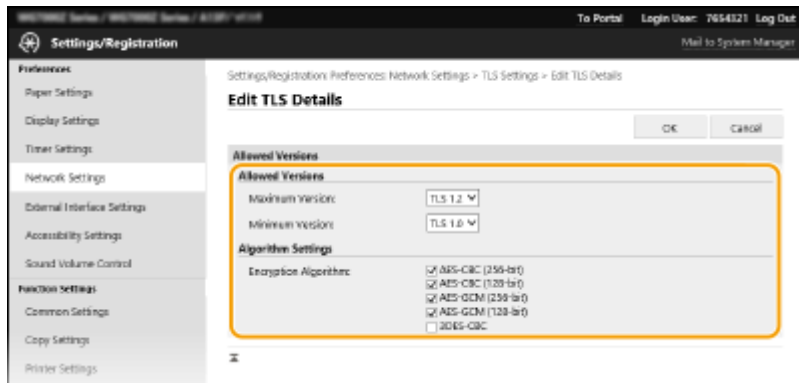 To Portal Login User: 7654321 Log Out
Settings/Registration
Mail to System Manager
Preferences
Paper Settings
Display Settings
Timer Settings
Network Settings
External Interface Settings
Accessibility Settings
Sound Volume Control
Function Settings
Common Settings
Copy Settings
Printer Settings
Settings/Registration: Preferences: Network Settings > TLS Settings > Edit TLS Details
Edit TLS Details
OK Cancel
Allowed Versions
Allowed Versions
Maximum Version: TLS 1.2
Minimum Version: TLS 1.0
Algorithm Settings
Encryption Algorithm: AES-CBC (256-bit)
AES-CBC (128-bit)
AES-GCM (256-bit)
AES-GCM (128-bit)
3DES-CBC